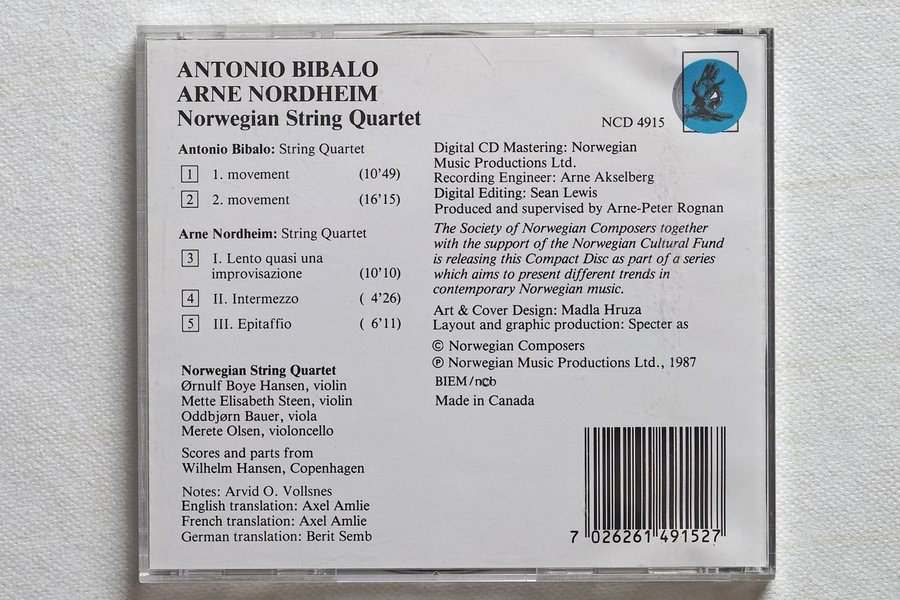 ANTONIO BIBALO
ARNE NORDHEIM
Norwegian String Quartet
NCD 4915
Antonio Bibalo: String Quartet
1 1. movement (10'49)
2 2. movement (16'15)
Arne Nordheim: String Quartet
3 I. Lento quasi una
improvisazione (10'10)
4 II. Intermezzo ( 4'26)
5 III. Epitaffio ( 6'11)
Norwegian String Quartet
Ørnulf Boye Hansen, violin
Mette Elisabeth Steen, violin
Oddbjørn Bauer, viola
Merete Olsen, violoncello
Scores and parts from
Wilhelm Hansen, Copenhagen
Notes: Arvid O. Vollsnes
English translation: Axel Amlie
French translation: Axel Amlie
German translation: Berit Semb
Digital CD Mastering: Norwegian
Music Productions Ltd.
Recording Engineer: Arne Akselberg
Digital Editing: Sean Lewis
Produced and supervised by Arne-Peter Rognan
The Society of Norwegian Composers together
with the support of the Norwegian Cultural Fund
is releasing this Compact Disc as part of a series
which aims to present different trends in
contemporary Norwegian music.
Art & Cover Design: Madla Hruza
Layout and graphic production: Specter as
© Norwegian Composers
℗ Norwegian Music Productions Ltd., 1987
BIEM/ncb
Made in Canada
7 026261 491527